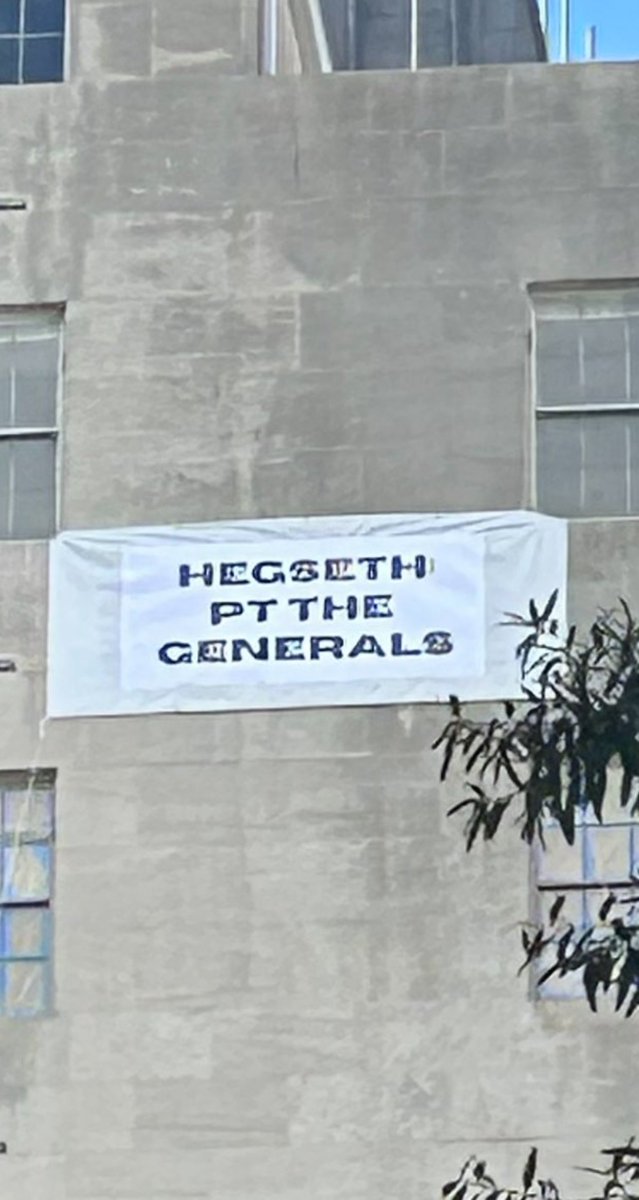 HEGSETH
PT THE
GENERALS